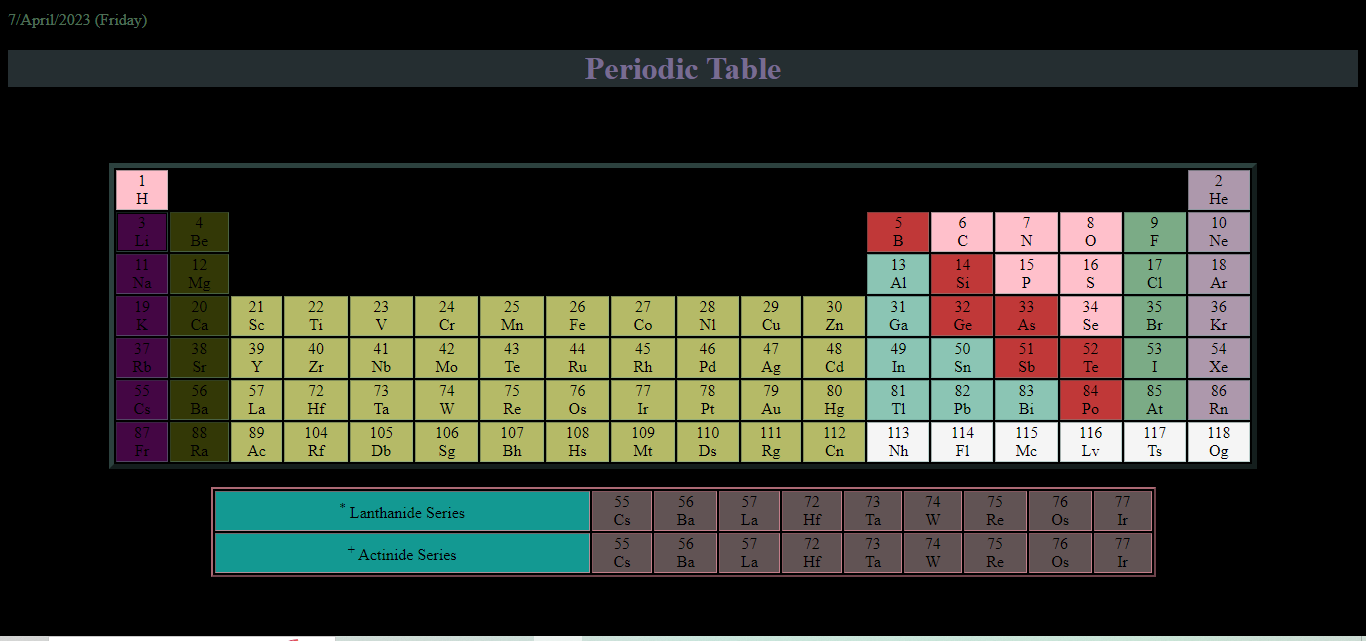 7/April/2023 (Friday)
Periodic Table
1 2
H He
3 4 5 6 7 8 9 10
Li Be B C N O F Ne
11 12 13 14 15 16 17 18
Na Mg Al Si P S Cl Ar
19 20 21 22 23 24 25 26 27 28 29 30 31 32 33 34 35 36
K Ca Sc Ti V Cr Mn Fe Co Nl Cu Zn Ga Ge As Se Br Kr
37 38 39 40 41 42 43 44 45 46 47 48 49 50 51 52 53 54
Rb Sr Y Zr Nb Mo Te Ru Rh Pd Ag Cd In Sn Sb Te I Xe
55 56 57 72 73 74 75 76 77 78 79 80 81 82 83 84 85 86
Cs Ba La Hf Ta W Re Os Ir Pt Au Hg Tl Pb Bi Po At Rn
87 88 89 104 105 106 107 108 109 110 111 112 113 114 115 116 117 118
Fr Ra Ac Rf Db Sg Bh Hs Mt Ds Rg Cn Nh Fl Mc Lv Ts Og
* Lanthanide Series 55 56 57 72 73 74 75 76 77
Cs Ba La Hf Ta W Re Os Ir
+ Actinide Series 55 56 57 72 73 74 75 76 77
Cs Ba La Hf Ta W Re Os Ir